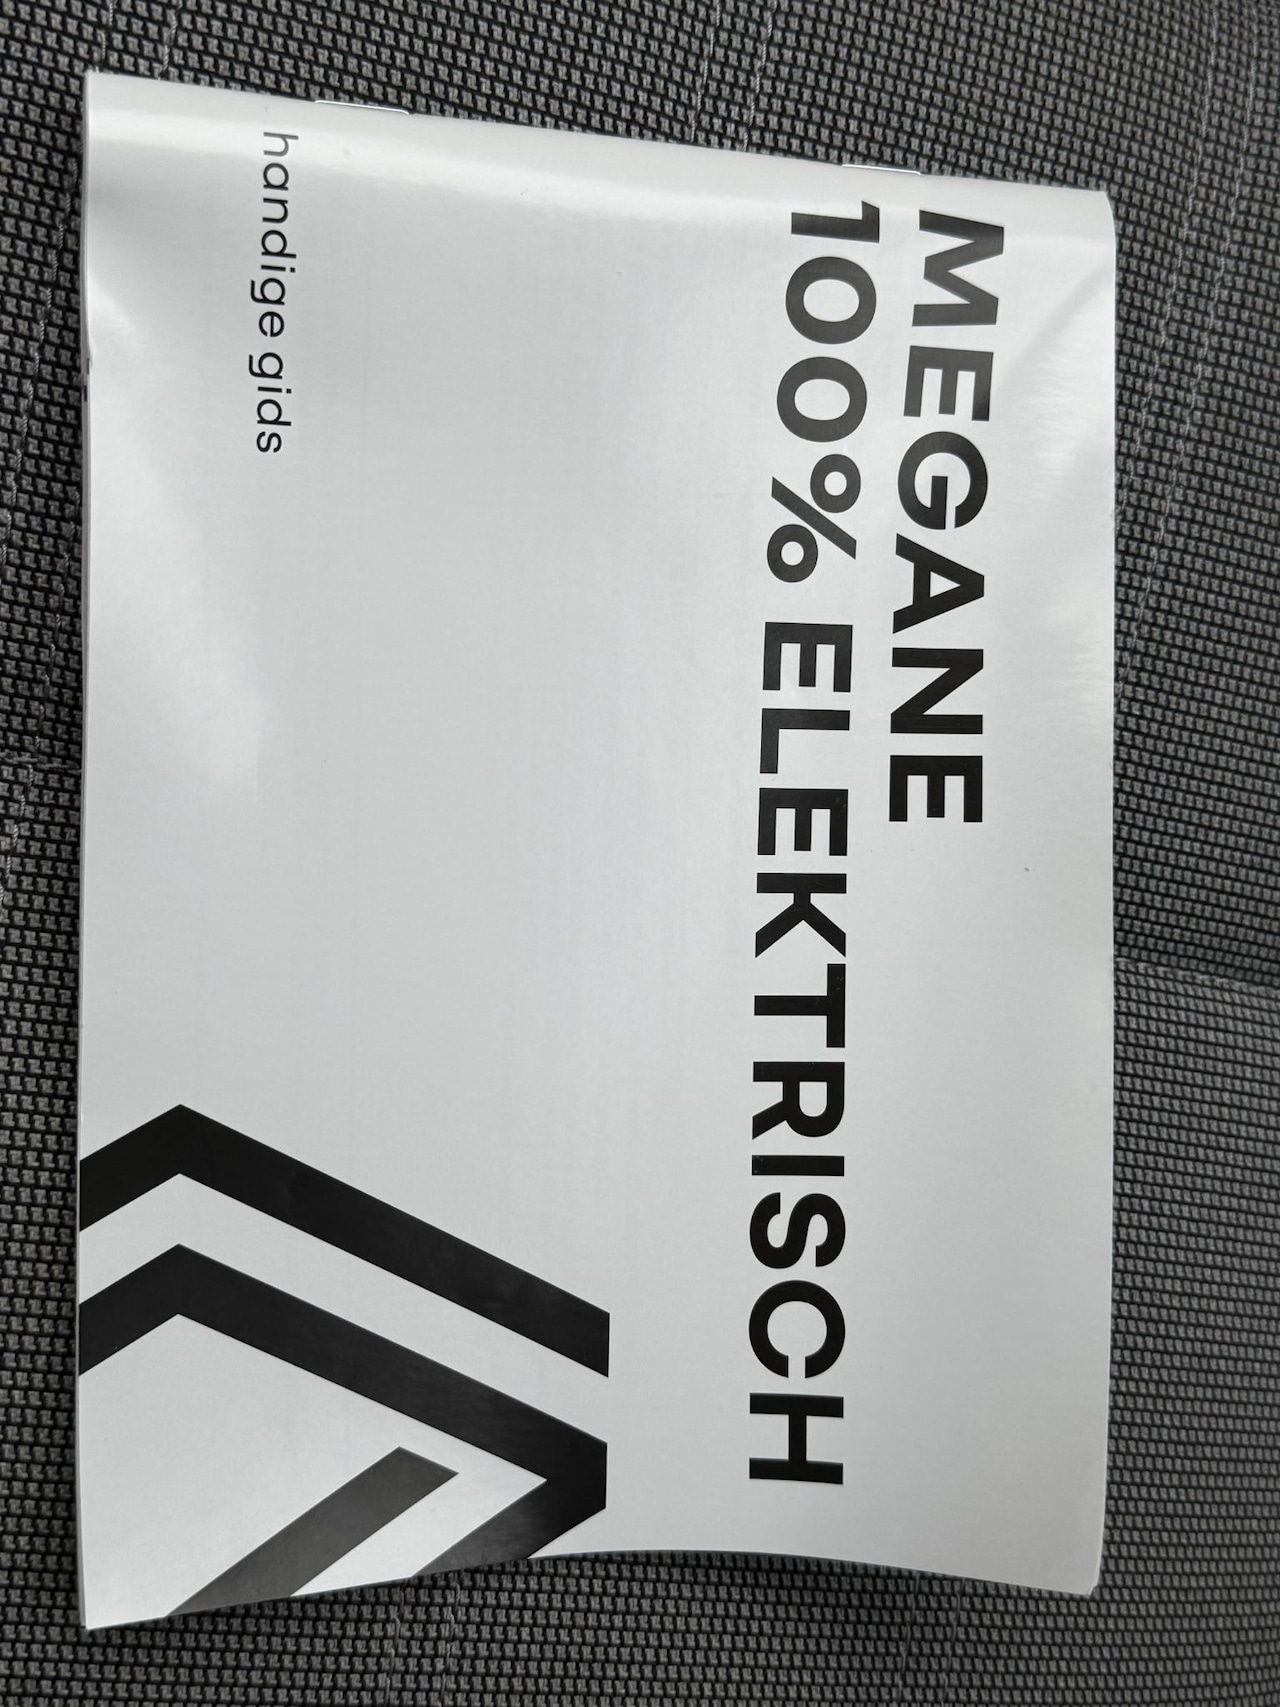 MEGANE
100% ELEKTRISCH
handige gids